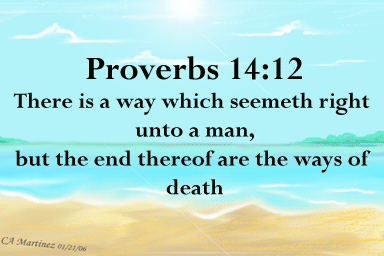 Proverbs 14:12
There is a way which seemeth right
unto a man,
but the end thereof are the ways of
death
CA Martinez 01/21/06